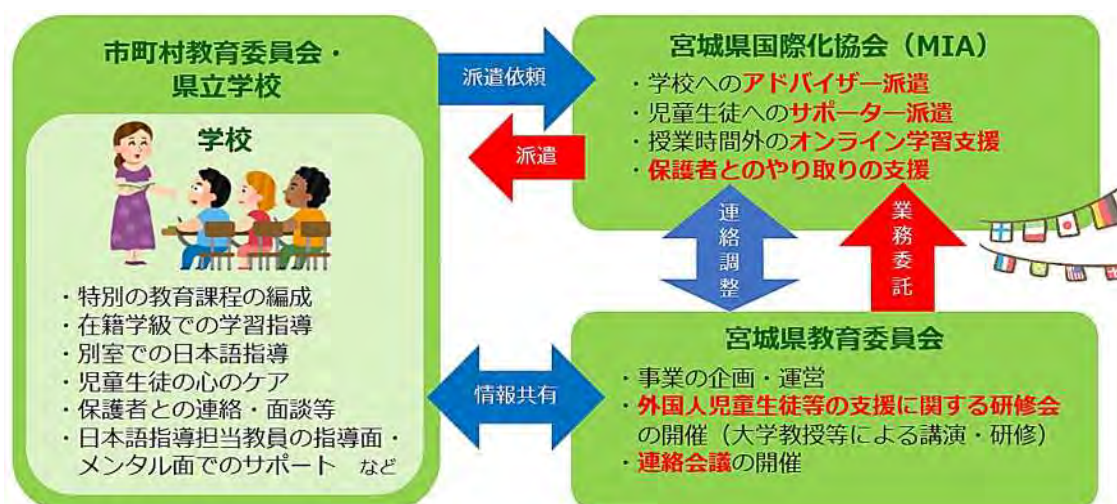 市町村教育委員会・
県立学校
学校
・特別の教育課程の編成
・在籍学級での学習指導
・別室での日本語指導
・児童生徒の心のケア
・保護者との連絡・面談等
・日本語指導担当教員の指導面・
メンタル面でのサポート など
派遣依頼
派遣
宮城県国際化協会（MIA）
・学校へのアドバイザー派遣
・児童生徒へのサポーター派遣
・授業時間外のオンライン学習支援
・保護者とのやり取りの支援
連絡調整
業務委託
情報共有
宮城県教育委員会
・事業の企画・運営
・外国人児童生徒等の支援に関する研修会
の開催（大学教授等による講演・研修）
・連絡会議の開催